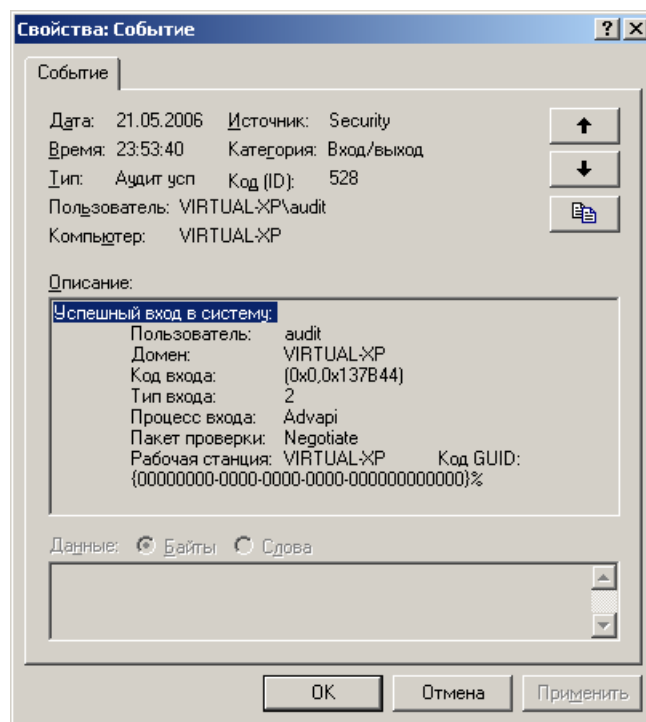 Свойства: Событие
Событие
Дата: 21.05.2006 Источник: Security
Время: 23:53:40 Категория: Вход/выход
Тип: Аудит усп Код (ID): 528
Пользователь: VIRTUAL-XP\audit
Компьютер: VIRTUAL-XP
Описание:
Успешный вход в систему:
Пользователь: audit
Домен: VIRTUAL-XP
Код входа: (0x0,0x137B44)
Тип входа: 2
Процесс входа: Advapi
Пакет проверки: Negotiate
Рабочая станция: VIRTUAL-XP Код GUID:
{00000000-0000-0000-0000-000000000000}%
Данные: Байты Слова
OK Отмена Применить